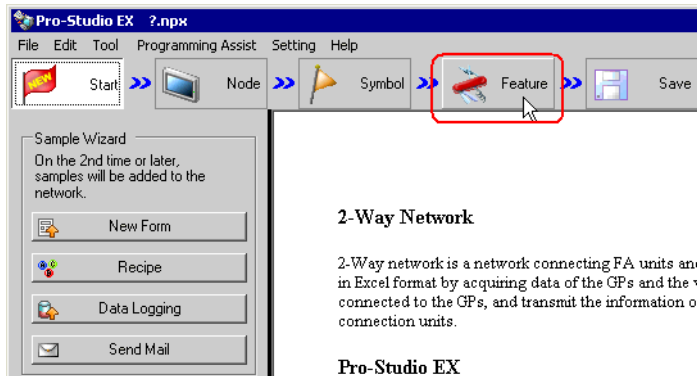 Pro-Studio EX ?.npx
File Edit Tool Programming Assist Setting Help
NEW Start Node Symbol Feature Save
Sample Wizard
On the 2nd time or later,
samples will be added to the
network.
New Form
Recipe
Data Logging
Send Mail
2-Way Network
2-Way network is a network connecting FA units an
in Excel format by acquiring data of the GPs and the
connected to the GPs, and transmit the information o
connection units.
Pro-Studio EX